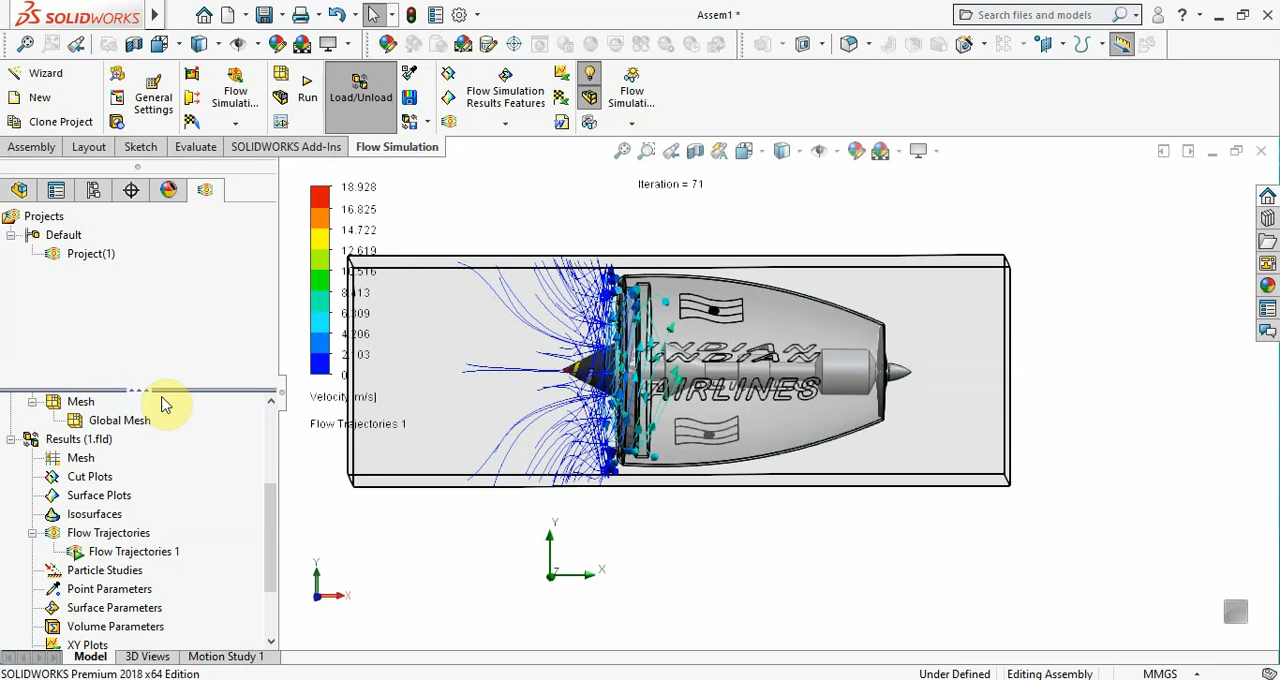 SOLIDWORKS
Assem1 *
Search files and models
Wizard
New
Clone Project
General Settings
Flow Simulati...
Run
Load/Unload
Flow Simulation Results Features
Flow Simulati...
Assembly
Layout
Sketch
Evaluate
SOLIDWORKS Add-Ins
Flow Simulation
Projects
Default
Project(1)
Mesh
Global Mesh
Results (1.fld)
Mesh
Cut Plots
Surface Plots
Isosurfaces
Flow Trajectories
Flow Trajectories 1
Particle Studies
Point Parameters
Surface Parameters
Volume Parameters
XY Plots
Iteration = 71
18.928
16.825
14.722
12.619
10.516
8.413
6.309
4.206
2.103
0
Velocity [m/s]
Flow Trajectories 1
INDIAN
AIRLINES
Y
X
Z
Y
X
Model
3D Views
Motion Study 1
SOLIDWORKS Premium 2018 x64 Edition
Under Defined
Editing Assembly
MMGS